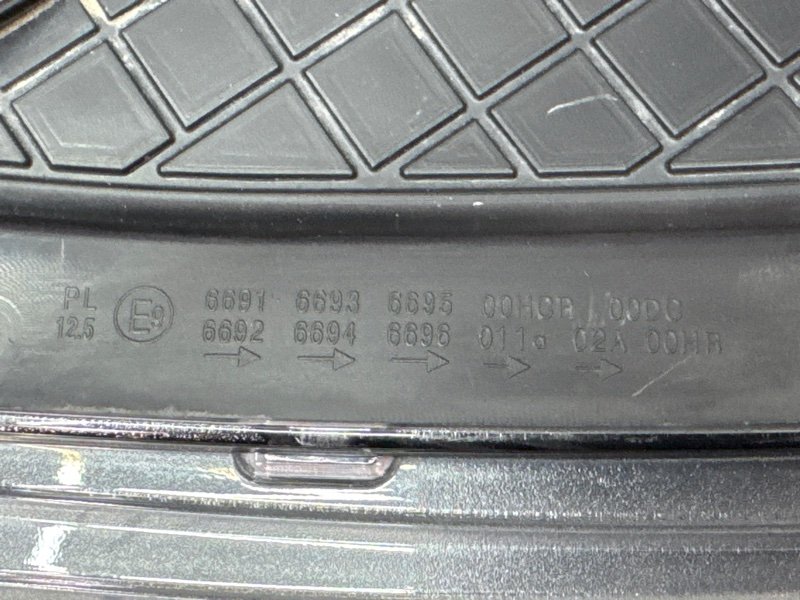 PL E9 6691 6693 6695 00HCR / 00DC
12.5 6692 6694 6696 011a 02A 00HR
→ → → → →